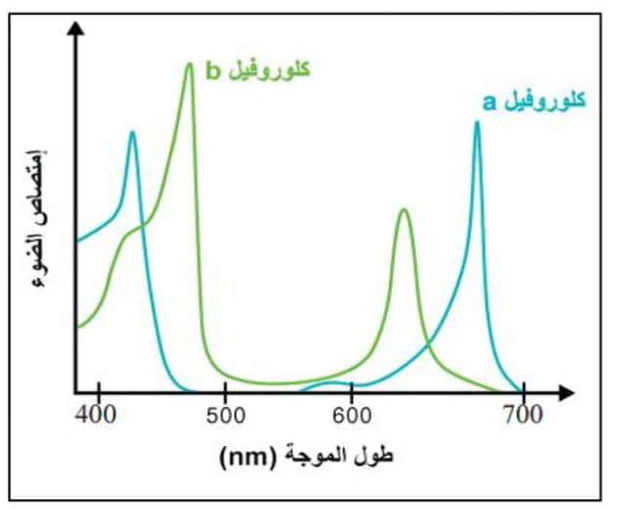 كلوروفيل b
كلوروفيل a
إمتصاص الضوء
400 500 600 700
طول الموجة (nm)